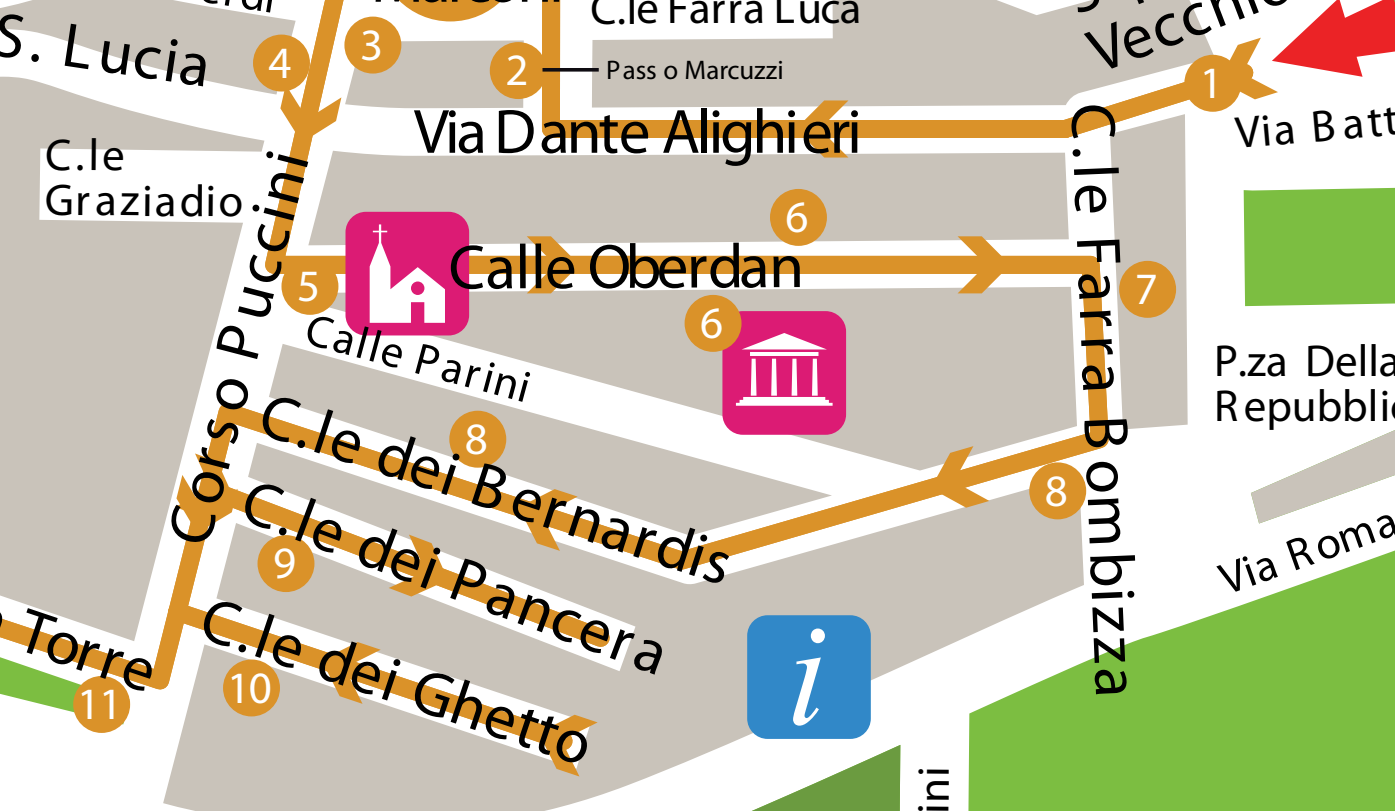 C.le Farra Luca
Vecchio
S. Lucia
4
3
2
Pass o Marcuzzi
1
Via Dante Alighieri
Via Batt
C.le
Graziadio
6
Corso Puccini
5
Calle Oberdan
C.le Farra Bombizza
7
6
Calle Parini
P.za Della
Repubblic
C.le dei Bernardis
8
8
C.le dei Pancera
9
Via Roma
C.le dei Ghetto
10
Torre
11
i
ini